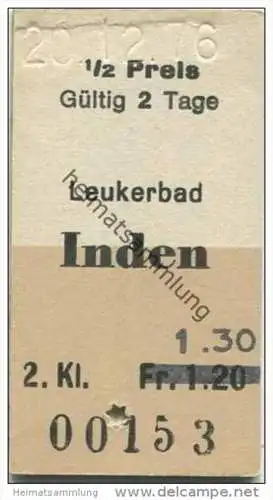 20.12.76
1/2 Preis
Gültig 2 Tage
Leukerbad
Inden
1.30
2. Kl. Fr. 1.20
00153
heimatsammlung
© Heimatsammlung www.delcampe.net